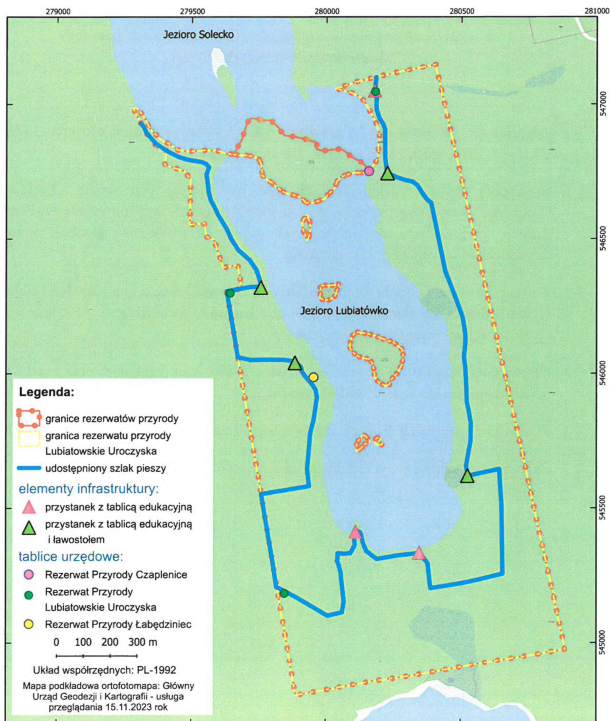 279000
279500
280000
280500
281000
Jezioro Solecko
547000
546500
Jezioro Lubiatówko
546000
545500
545000
Legenda:
granice rezerwatów przyrody
granica rezerwatu przyrody
Lubiatowskie Uroczyska
udostępniony szlak pieszy
elementy infrastruktury:
przystanek z tablicą edukacyjną
przystanek z tablicą edukacyjną
i ławostołem
tablice urzędowe:
Rezerwat Przyrody Czaplenice
Rezerwat Przyrody
Lubiatowskie Uroczyska
Rezerwat Przyrody Łabędziniec
0 100 200 300 m
Układ współrzędnych: PL-1992
Mapa podkładowa ortofotomapa: Główny
Urząd Geodezji i Kartografii - usługa
przeglądania 15.11.2023 rok